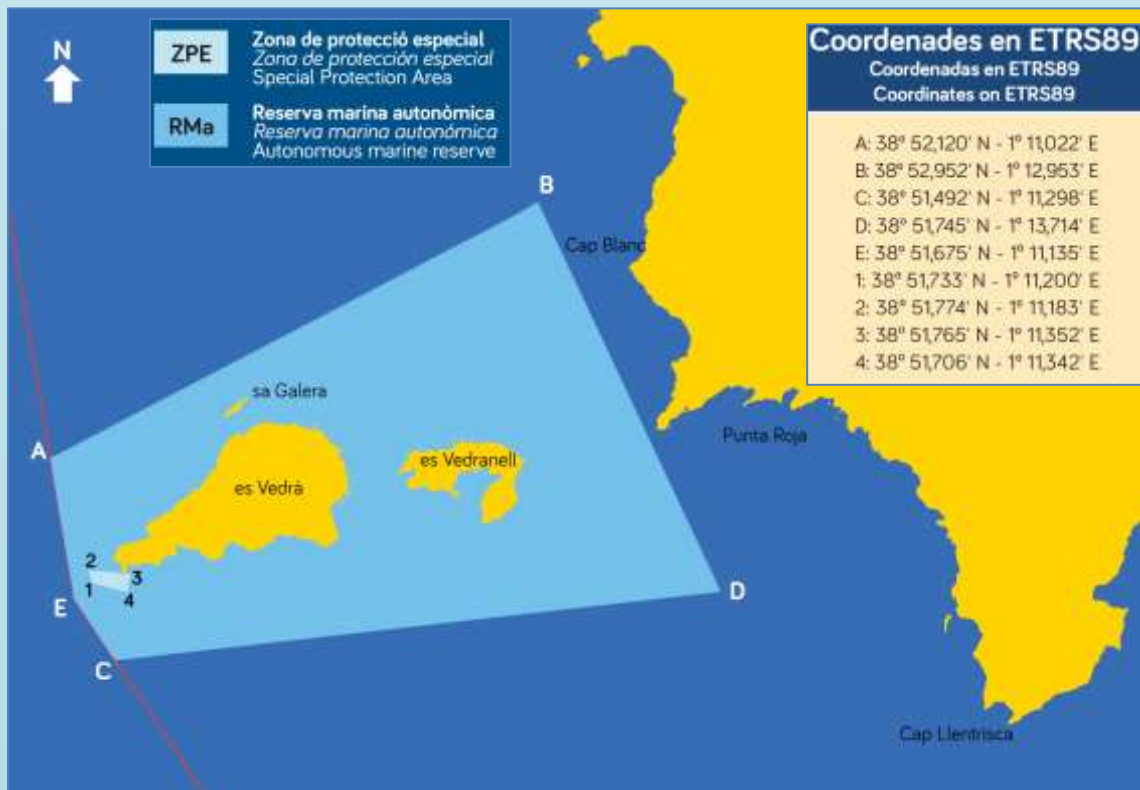 N
ZPE
Zona de protecció especial
Zona de protección especial
Special Protection Area
RMa
Reserva marina autonòmica
Reserva marina autonómica
Autonomous marine reserve
Coordenades en ETRS89
Coordenadas en ETRS89
Coordinates on ETRS89
A: 38º 52,120' N - 1º 11,022' E
B: 38º 52,952' N - 1º 12,953' E
C: 38º 51,492' N - 1º 11,298' E
D: 38º 51,745' N - 1º 13,714' E
E: 38º 51,675' N - 1º 11,135' E
1: 38º 51,733' N - 1º 11,200' E
2: 38º 51,774' N - 1º 11,183' E
3: 38º 51,765' N - 1º 11,352' E
4: 38º 51,706' N - 1º 11,342' E
B
Cap Blanc
sa Galera
A
Punta Roja
es Vedranell
es Vedrà
2
3
1
4
E
D
C
Cap Llentrisca